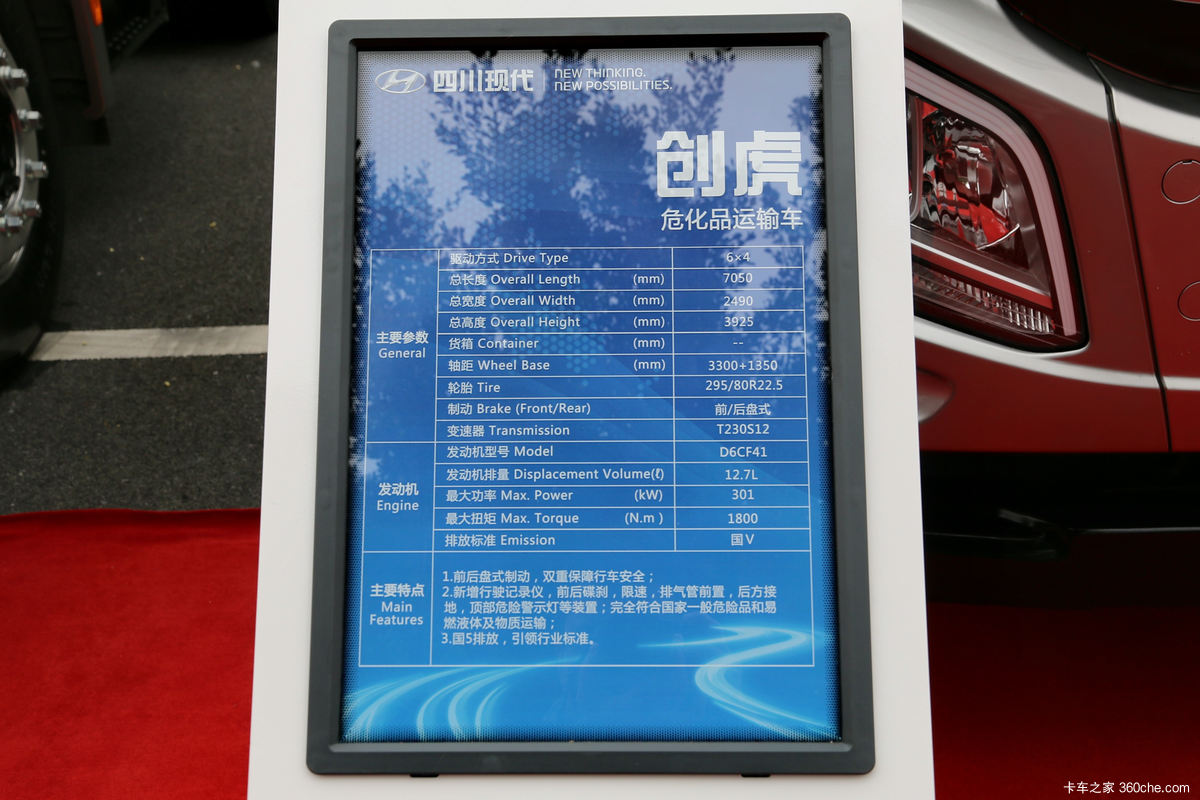 四川现代 NEW THINKING.
NEW POSSIBILITIES.
创虎
危化品运输车
主要参数
General
驱动方式 Drive Type 6×4
总长度 Overall Length (mm) 7050
总宽度 Overall Width (mm) 2490
总高度 Overall Height (mm) 3925
货箱 Container (mm) --
轴距 Wheel Base (mm) 3300+1350
轮胎 Tire 295/80R22.5
制动 Brake (Front/Rear) 前/后盘式
变速器 Transmission T230S12
发动机
Engine
发动机型号 Model D6CF41
发动机排量 Displacement Volume(ℓ) 12.7L
最大功率 Max. Power (kW) 301
最大扭矩 Max. Torque (N.m ) 1800
排放标准 Emission 国Ⅴ
主要特点
Main
Features
1.前后盘式制动，双重保障行车安全；
2.新增行驶记录仪，前后碟刹，限速，排气管前置，后方接
地，顶部危险警示灯等装置；完全符合国家一般危险品和易
燃液体及物质运输；
3.国5排放，引领行业标准。
卡车之家 360che.com